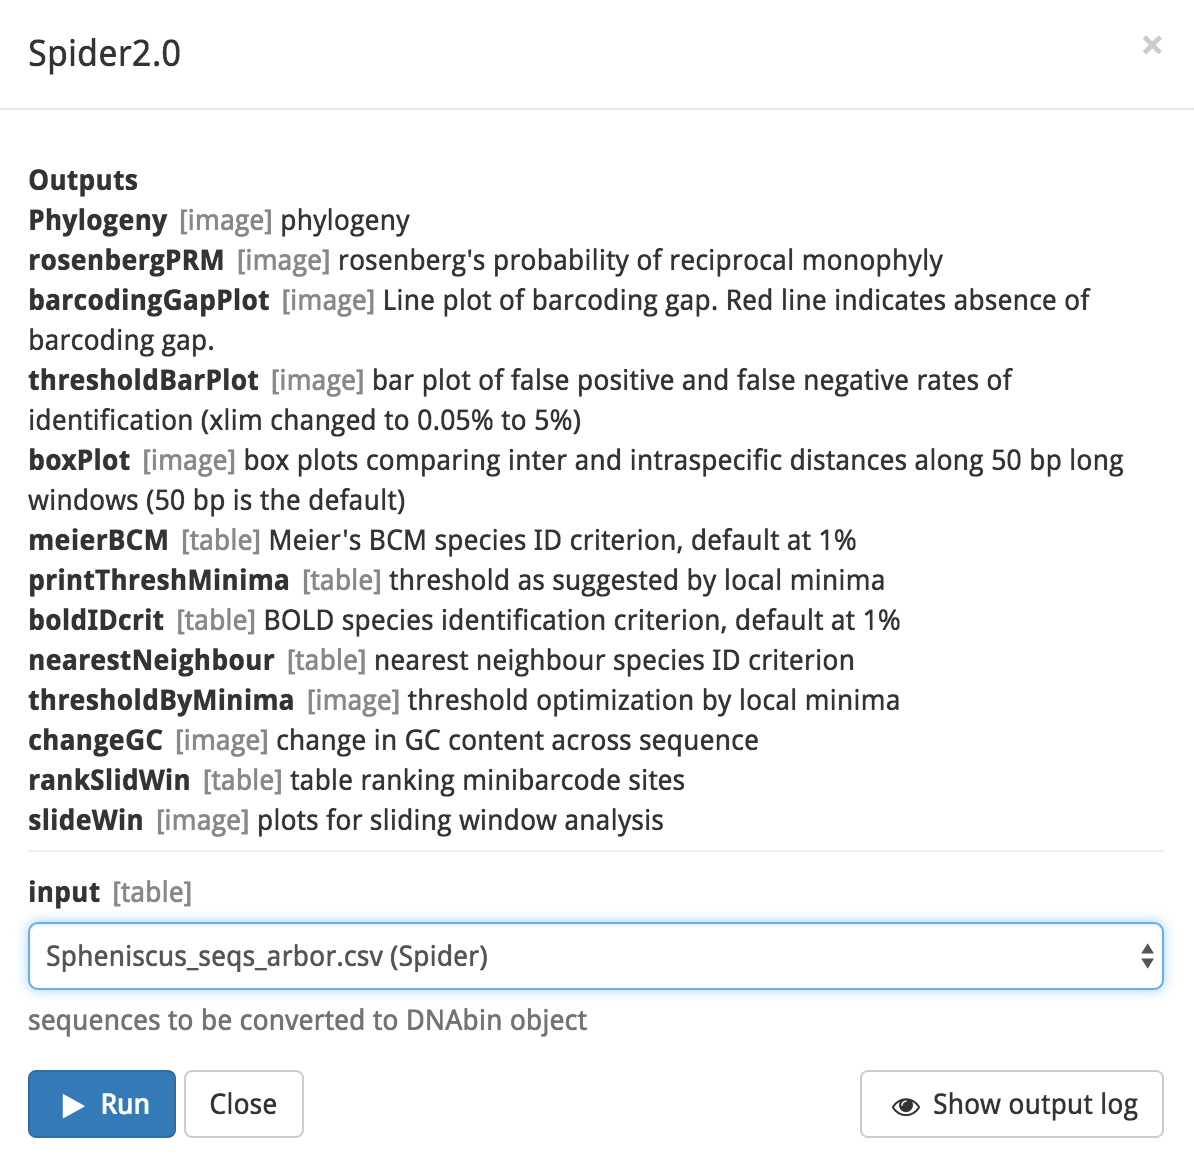 Spider2.0
×
Outputs
Phylogeny [image] phylogeny
rosenbergPRM [image] rosenberg's probability of reciprocal monophyly
barcodingGapPlot [image] Line plot of barcoding gap. Red line indicates absence of
barcoding gap.
thresholdBarPlot [image] bar plot of false positive and false negative rates of
identification (xlim changed to 0.05% to 5%)
boxPlot [image] box plots comparing inter and intraspecific distances along 50 bp long
windows (50 bp is the default)
meierBCM [table] Meier's BCM species ID criterion, default at 1%
printThreshMinima [table] threshold as suggested by local minima
boldIDcrit [table] BOLD species identification criterion, default at 1%
nearestNeighbour [table] nearest neighbour species ID criterion
thresholdByMinima [image] threshold optimization by local minima
changeGC [image] change in GC content across sequence
rankSlidWin [table] table ranking minibarcode sites
slideWin [image] plots for sliding window analysis
input [table]
Spheniscus_seqs_arbor.csv (Spider)
sequences to be converted to DNAbin object
Run Close Show output log